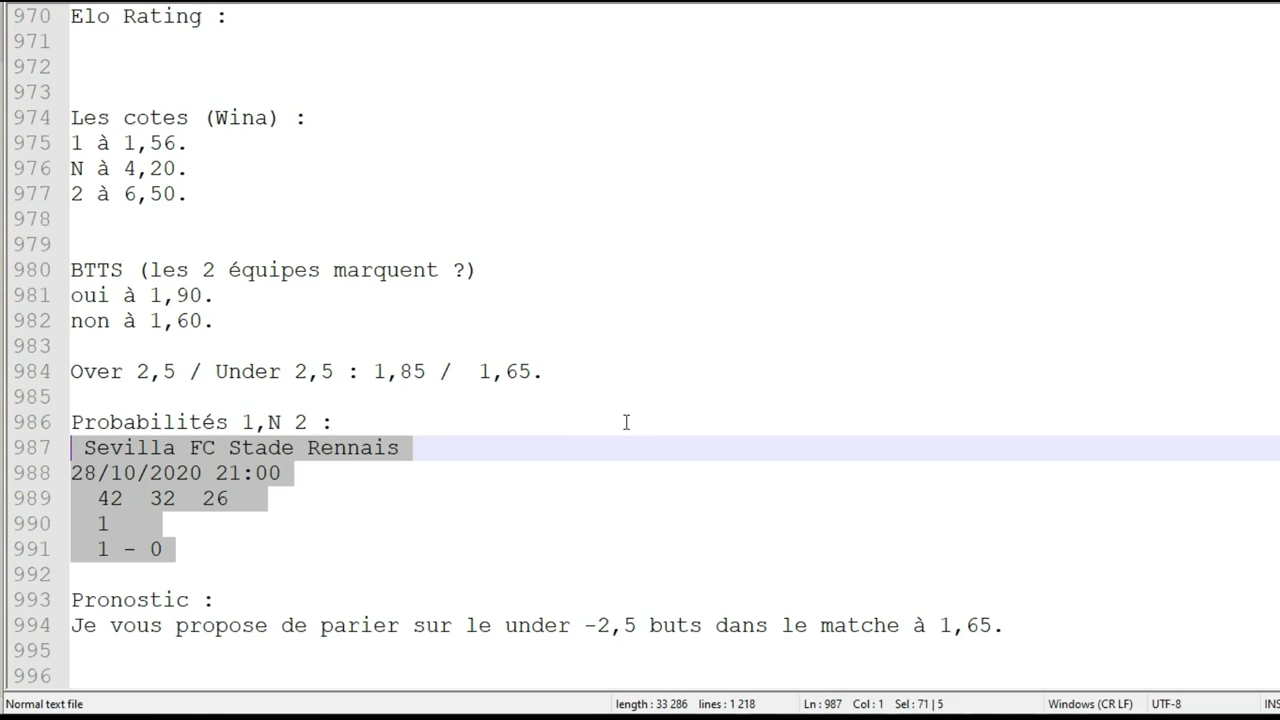 970 Elo Rating :
971
972
973
974 Les cotes (Wina) :
975 1 à 1,56.
976 N à 4,20.
977 2 à 6,50.
978
979
980 BTTS (les 2 équipes marquent ?)
981 oui à 1,90.
982 non à 1,60.
983
984 Over 2,5 / Under 2,5 : 1,85 /  1,65.
985
986 Probabilités 1,N 2 :
987  Sevilla FC Stade Rennais
988 28/10/2020 21:00
989   42  32  26
990   1
991   1 - 0
992
993 Pronostic :
994 Je vous propose de parier sur le under -2,5 buts dans le matche à 1,65.
995
996
Normal text file length : 33 286 lines : 1 218 Ln : 987 Col : 1 Sel : 71 | 5 Windows (CR LF) UTF-8 INS